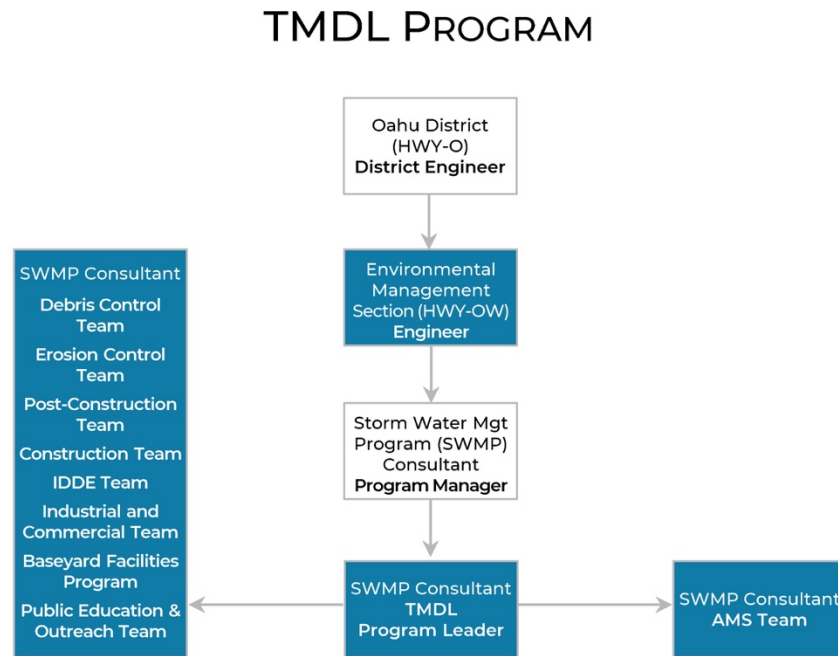 TMDL PROGRAM
Oahu District
(HWY-O)
District Engineer
Environmental
Management
Section (HWY-OW)
Engineer
Storm Water Mgt
Program (SWMP)
Consultant
Program Manager
SWMP Consultant
TMDL
Program Leader
SWMP Consultant
Debris Control
Team
Erosion Control
Team
Post-Construction
Team
Construction Team
IDDE Team
Industrial and
Commercial Team
Baseyard Facilities
Program
Public Education &
Outreach Team
SWMP Consultant
AMS Team